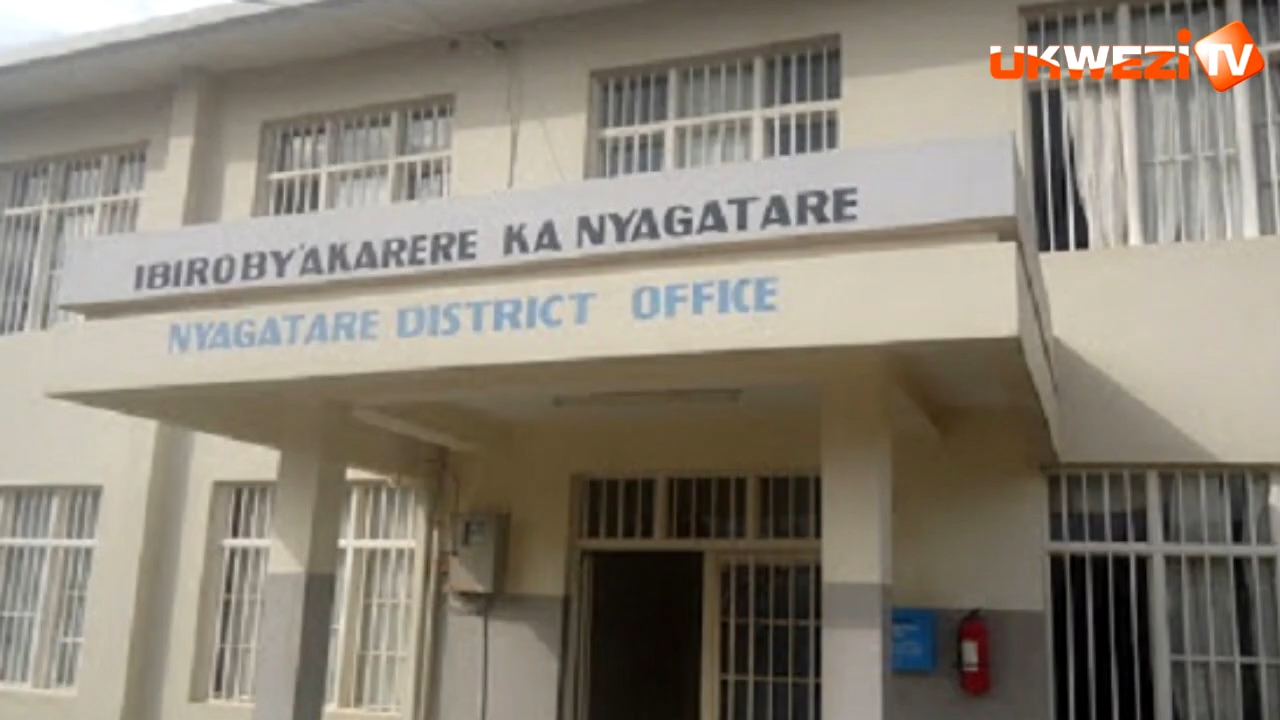 UKWEZI TV
IBIRO BY'AKARERE KA NYAGATARE
NYAGATARE DISTRICT OFFICE